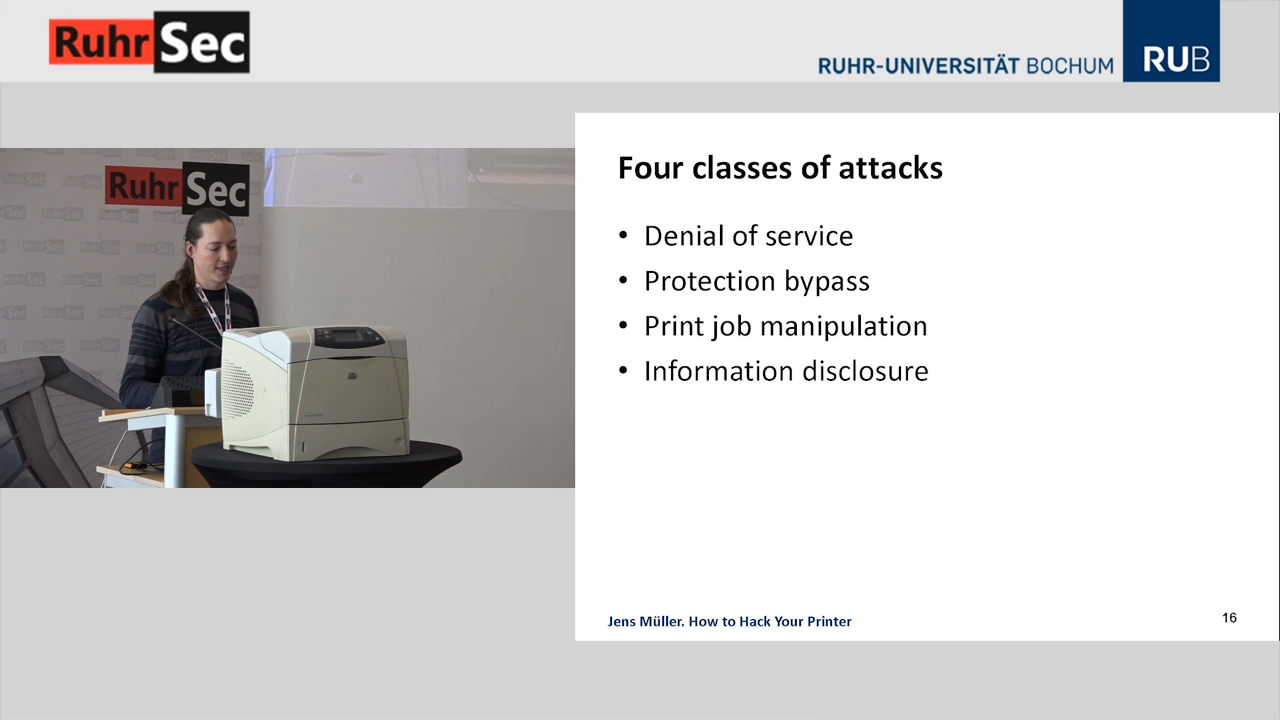 RuhrSec
RUHR-UNIVERSITÄT BOCHUM
RUB
RuhrSec
Four classes of attacks
• Denial of service
• Protection bypass
• Print job manipulation
• Information disclosure
Jens Müller. How to Hack Your Printer
16